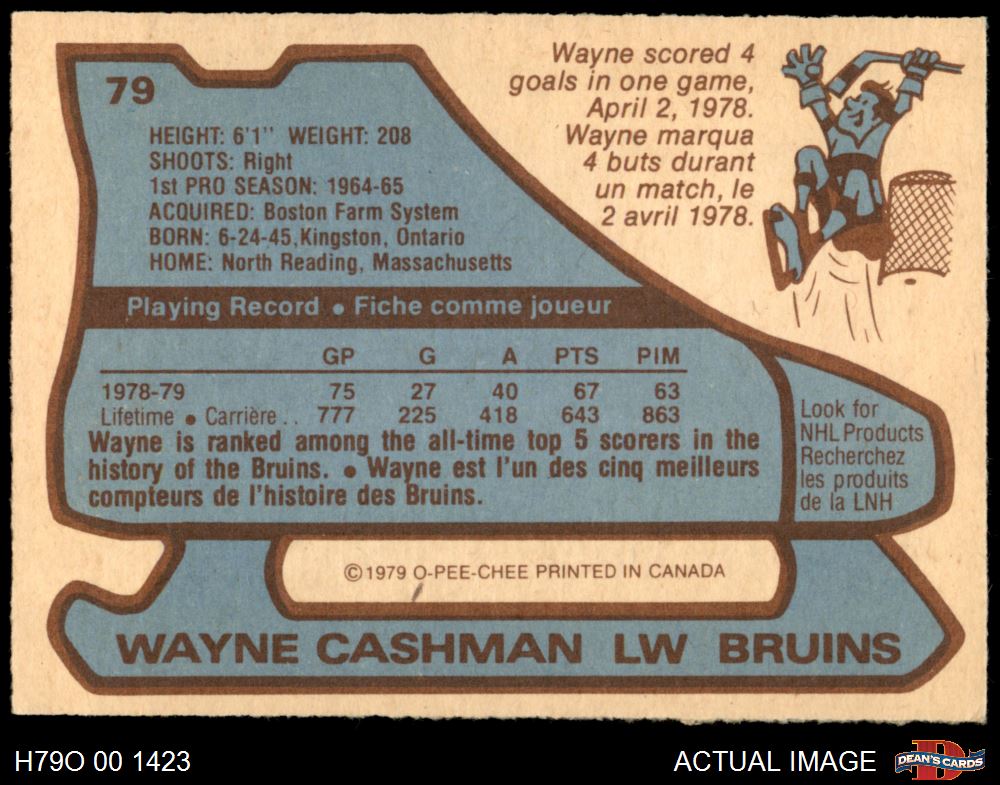 79
Wayne scored 4
goals in one game,
April 2, 1978.
Wayne marqua
4 buts durant
un match, le
2 avril 1978.
HEIGHT: 6'1" WEIGHT: 208
SHOOTS: Right
1st PRO SEASON: 1964-65
ACQUIRED: Boston Farm System
BORN: 6-24-45, Kingston, Ontario
HOME: North Reading, Massachusetts
Playing Record • Fiche comme joueur
GP G A PTS PIM
1978-79 75 27 40 67 63
Lifetime • Carrière . . 777 225 418 643 863
Wayne is ranked among the all-time top 5 scorers in the
history of the Bruins. • Wayne est l'un des cinq meilleurs
compteurs de l'histoire des Bruins.
Look for
NHL Products
Recherchez
les produits
de la LNH
© 1979 O-PEE-CHEE PRINTED IN CANADA
WAYNE CASHMAN LW BRUINS
H79O 00 1423
ACTUAL IMAGE
DEAN'S CARDS